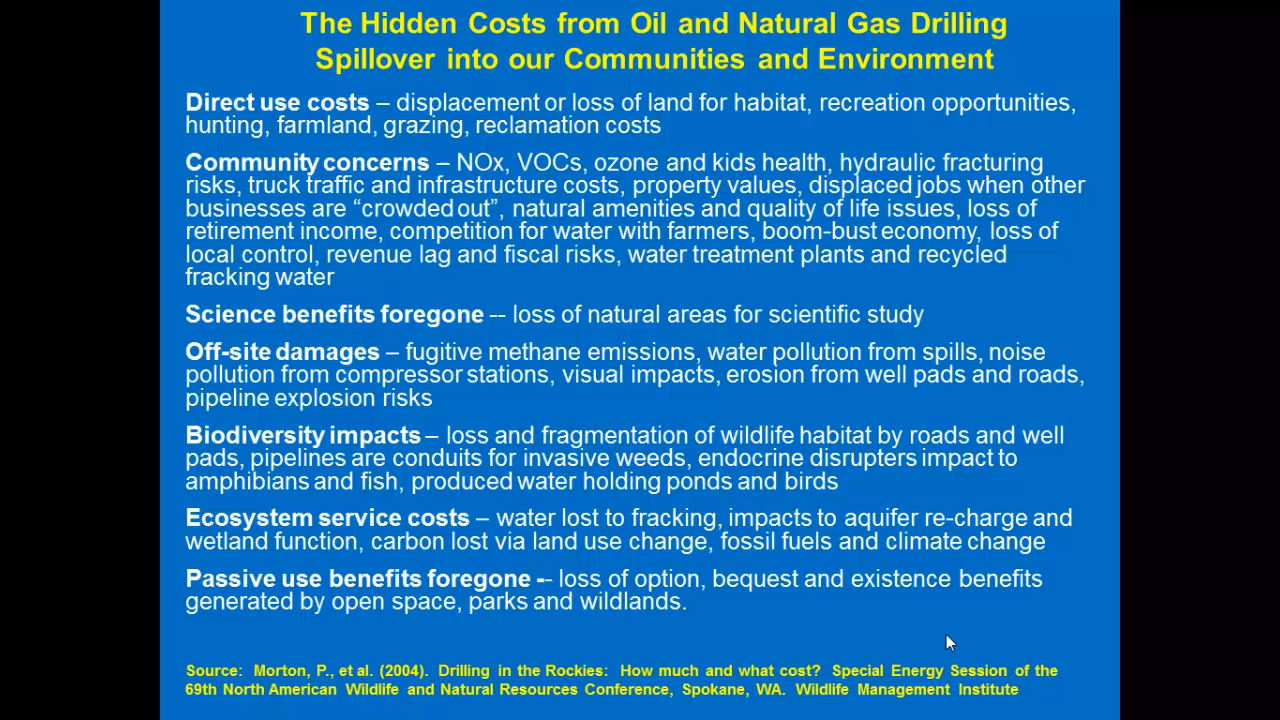 The Hidden Costs from Oil and Natural Gas Drilling
Spillover into our Communities and Environment
Direct use costs – displacement or loss of land for habitat, recreation opportunities,
hunting, farmland, grazing, reclamation costs
Community concerns – NOx, VOCs, ozone and kids health, hydraulic fracturing
risks, truck traffic and infrastructure costs, property values, displaced jobs when other
businesses are “crowded out”, natural amenities and quality of life issues, loss of
retirement income, competition for water with farmers, boom-bust economy, loss of
local control, revenue lag and fiscal risks, water treatment plants and recycled
fracking water
Science benefits foregone -- loss of natural areas for scientific study
Off-site damages – fugitive methane emissions, water pollution from spills, noise
pollution from compressor stations, visual impacts, erosion from well pads and roads,
pipeline explosion risks
Biodiversity impacts – loss and fragmentation of wildlife habitat by roads and well
pads, pipelines are conduits for invasive weeds, endocrine disrupters impact to
amphibians and fish, produced water holding ponds and birds
Ecosystem service costs – water lost to fracking, impacts to aquifer re-charge and
wetland function, carbon lost via land use change, fossil fuels and climate change
Passive use benefits foregone -- loss of option, bequest and existence benefits
generated by open space, parks and wildlands.
Source: Morton, P., et al. (2004). Drilling in the Rockies: How much and what cost? Special Energy Session of the
69th North American Wildlife and Natural Resources Conference, Spokane, WA. Wildlife Management Institute